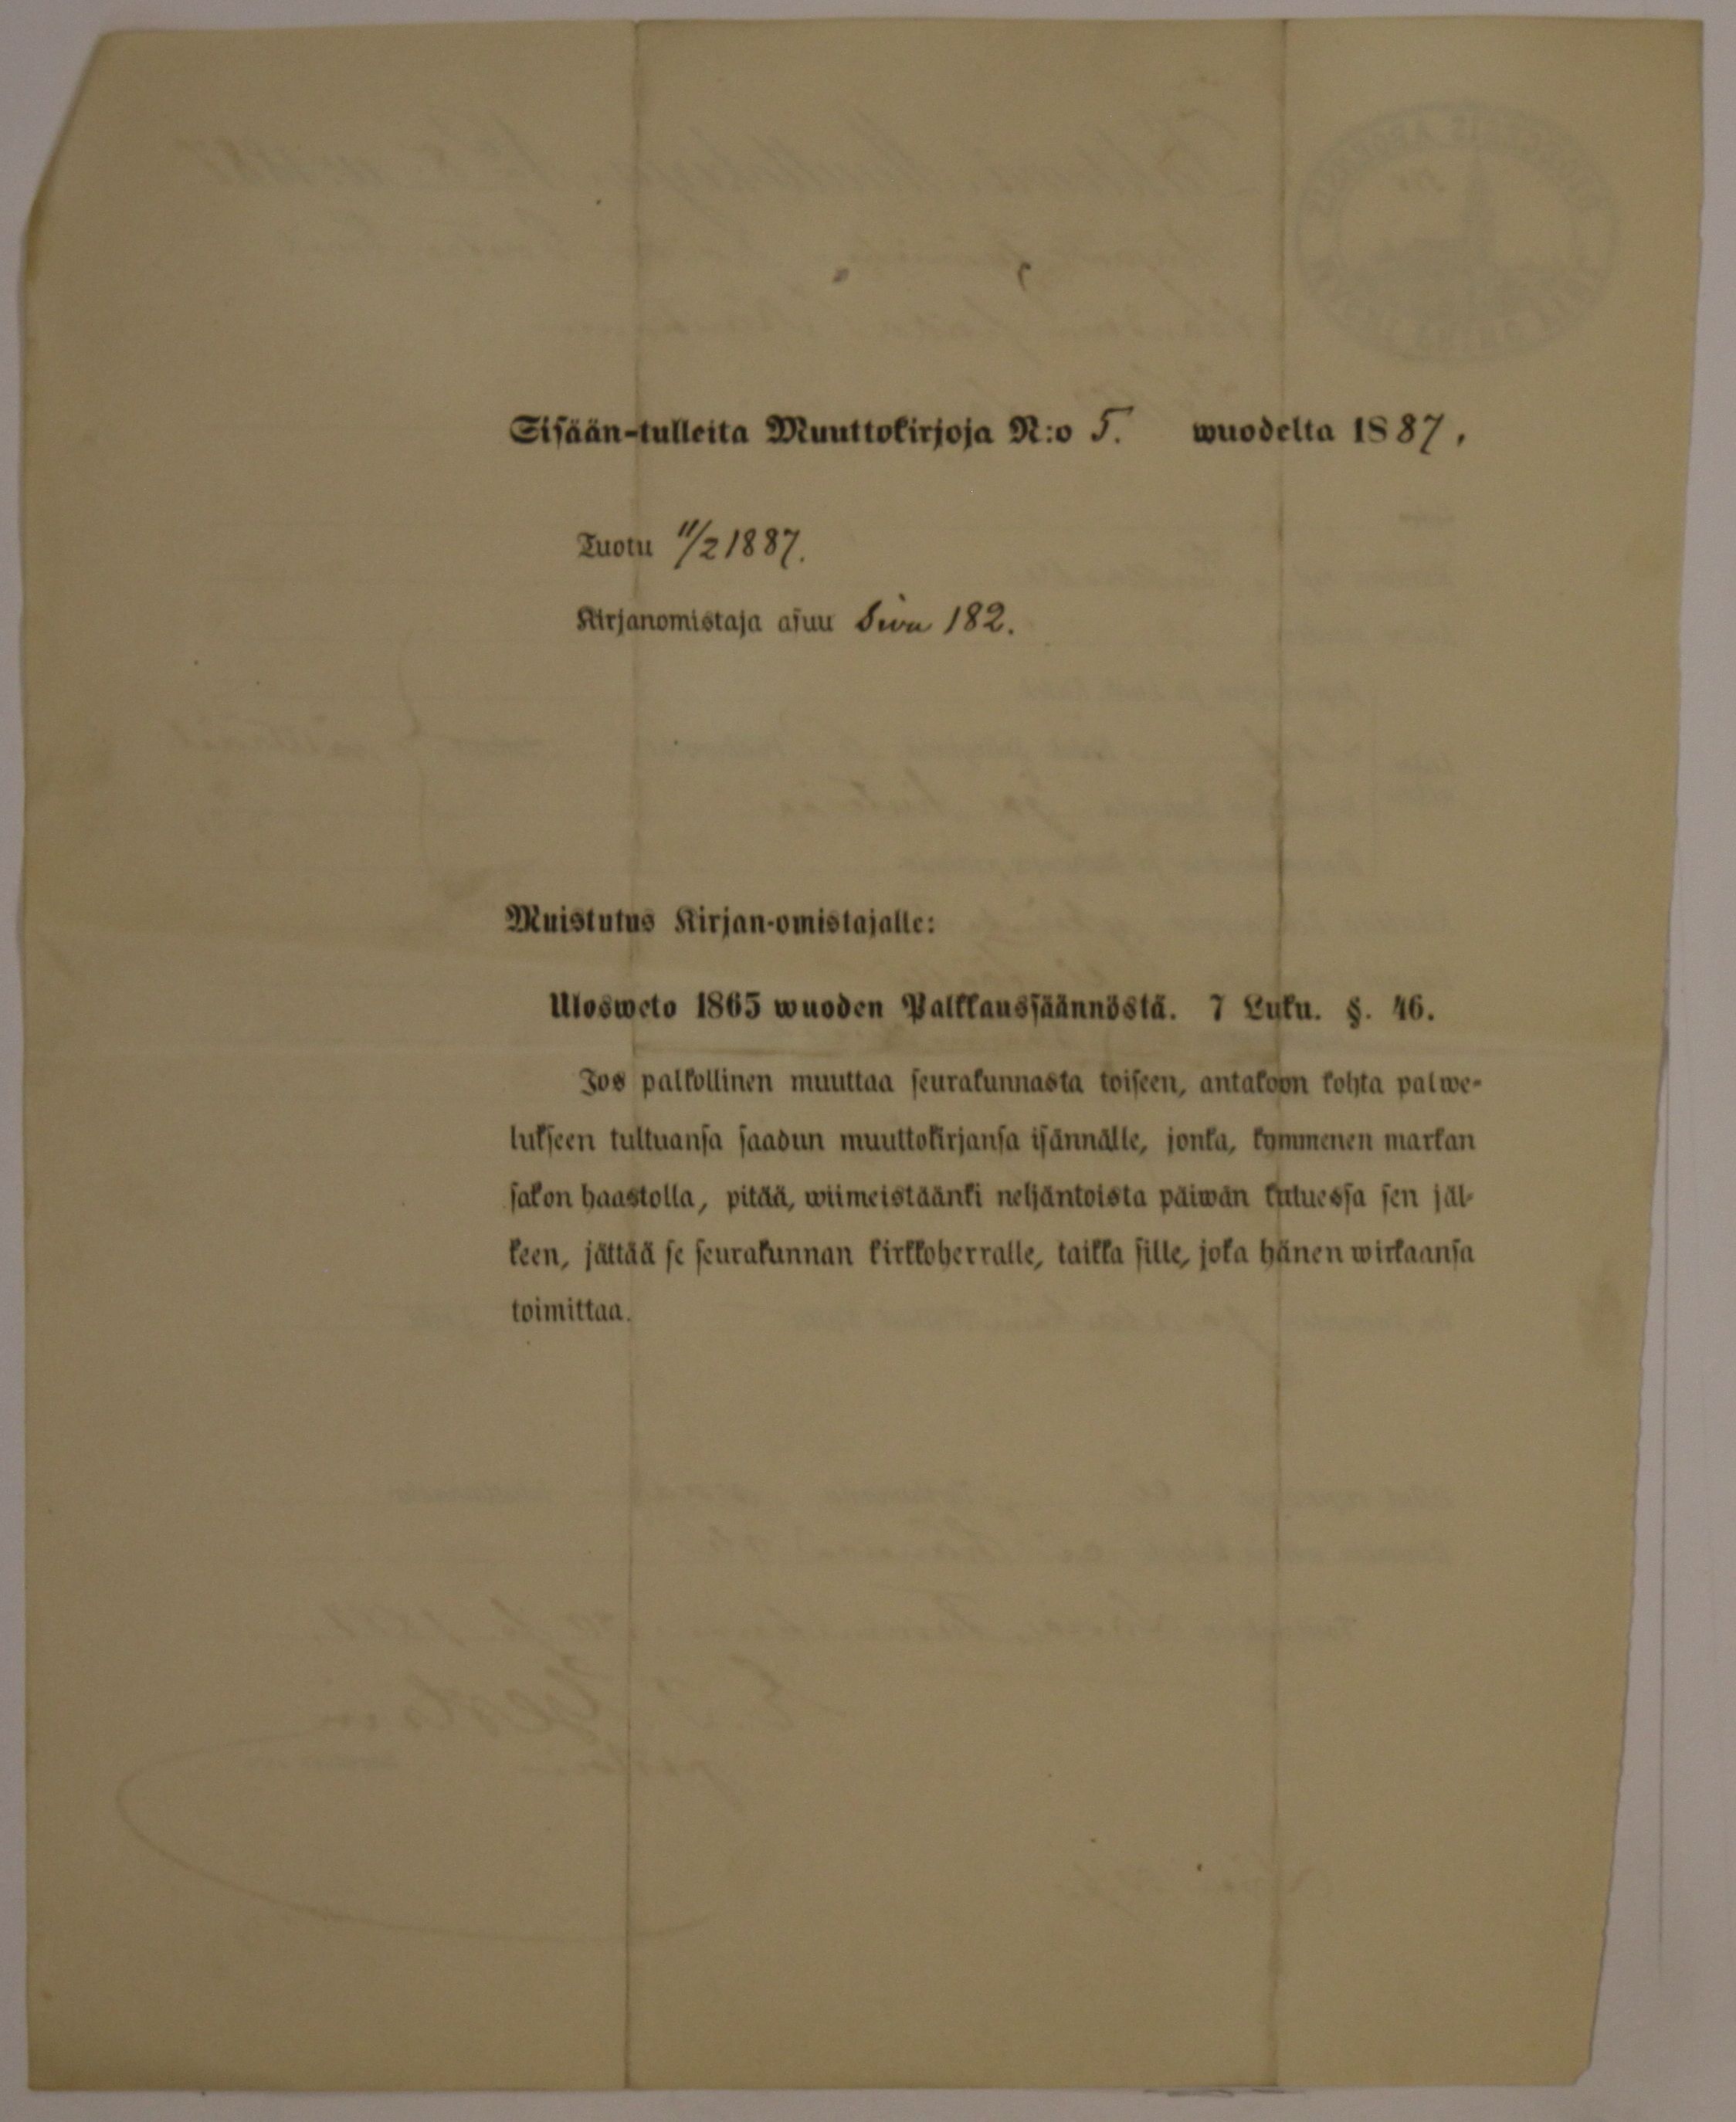 Sisään-tulleita Muuttokirjoja N:o 5. wuodelta 1887.
Tuotu 11/2 1887.
Kirjanomistaja asuu Sivu 182.
Muistutus Kirjan-omistajalle:
Ulosweto 1865 wuoden Palkkaussäännöstä. 7 Luku. §. 46.
Jos palkollinen muuttaa seurakunnasta toiseen, antakoon kohta palwe-
lukseen tultuansa saadun muuttokirjansa isännälle, jonka, kymmenen markan
sakon haastolla, pitää, wiimeistäänki neljäntoista päiwän kuluessa sen jäl-
keen, jättää se seurakunnan kirkkoherralle, taikka sille, joka hänen wirkaansa
toimittaa.